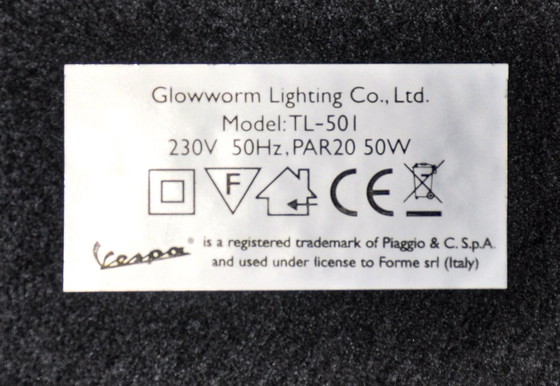 Glowworm Lighting Co., Ltd.
Model: TL-501
230V 50Hz, PAR20 50W
F CE
Vespa® is a registered trademark of Piaggio & C. S.p.A.
and used under license to Forme srl (Italy)